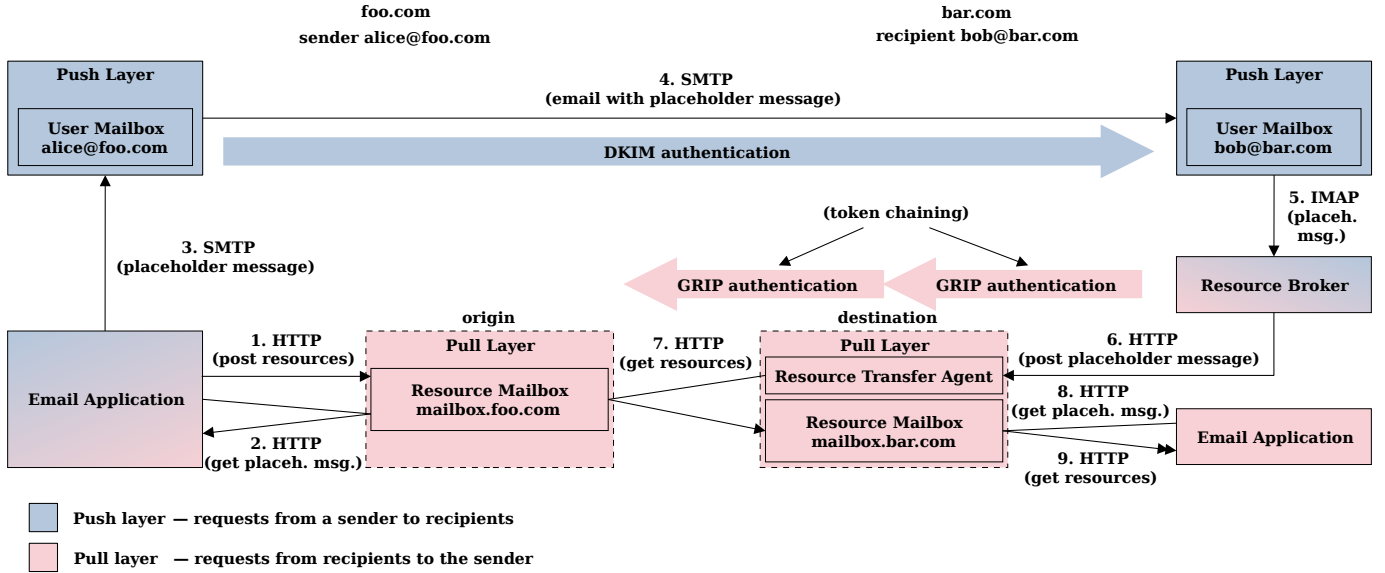 foo.com
sender alice@foo.com
bar.com
recipient bob@bar.com
Push Layer
User Mailbox
alice@foo.com
4. SMTP
(email with placeholder message)
DKIM authentication
Push Layer
User Mailbox
bob@bar.com
3. SMTP
(placeholder message)
(token chaining)
5. IMAP
(placeh.
msg.)
GRIP authentication
GRIP authentication
Resource Broker
origin
destination
Email Application
1. HTTP
(post resources)
2. HTTP
(get placeh. msg.)
Pull Layer
Resource Mailbox
mailbox.foo.com
7. HTTP
(get resources)
Pull Layer
Resource Transfer Agent
Resource Mailbox
mailbox.bar.com
6. HTTP
(post placeholder message)
8. HTTP
(get placeh. msg.)
9. HTTP
(get resources)
Email Application
Push layer — requests from a sender to recipients
Pull layer — requests from recipients to the sender